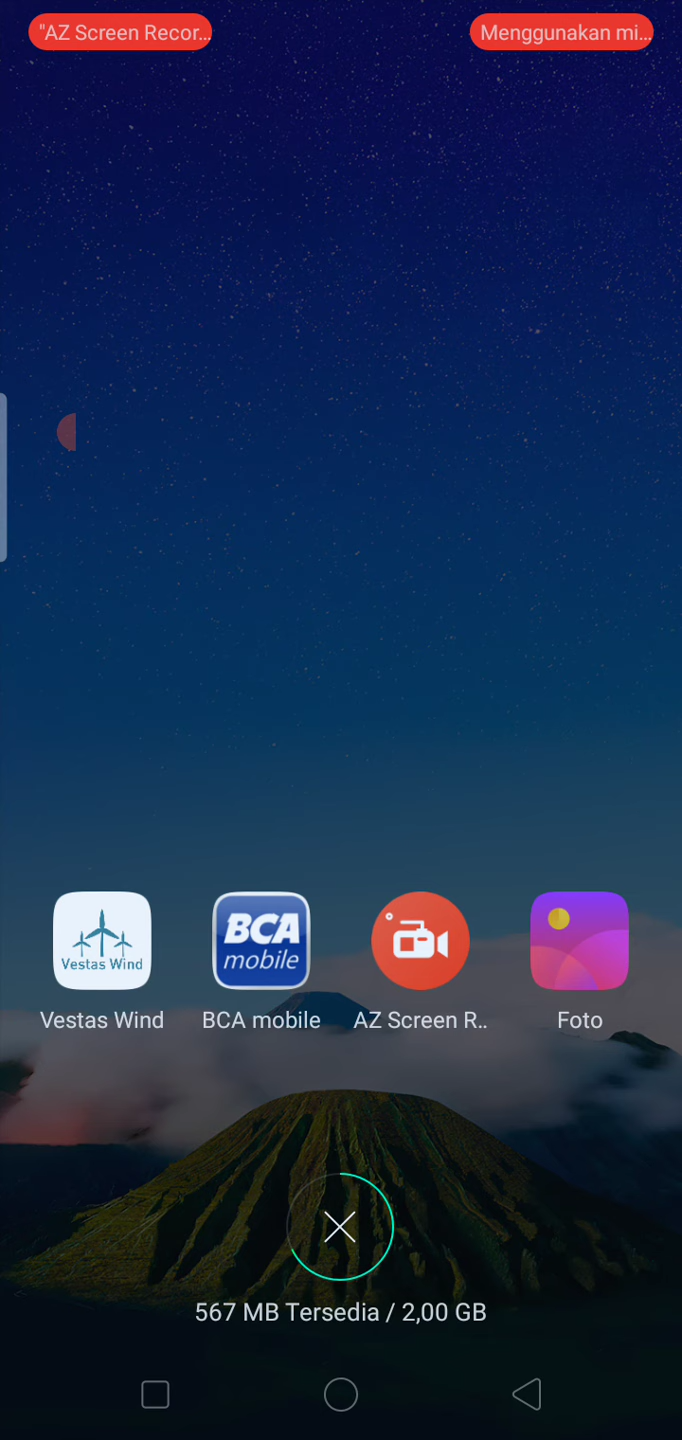 "AZ Screen Recor...
Menggunakan mi...
Vestas Wind
BCA
mobile
Vestas Wind
BCA mobile
AZ Screen R..
Foto
567 MB Tersedia / 2,00 GB